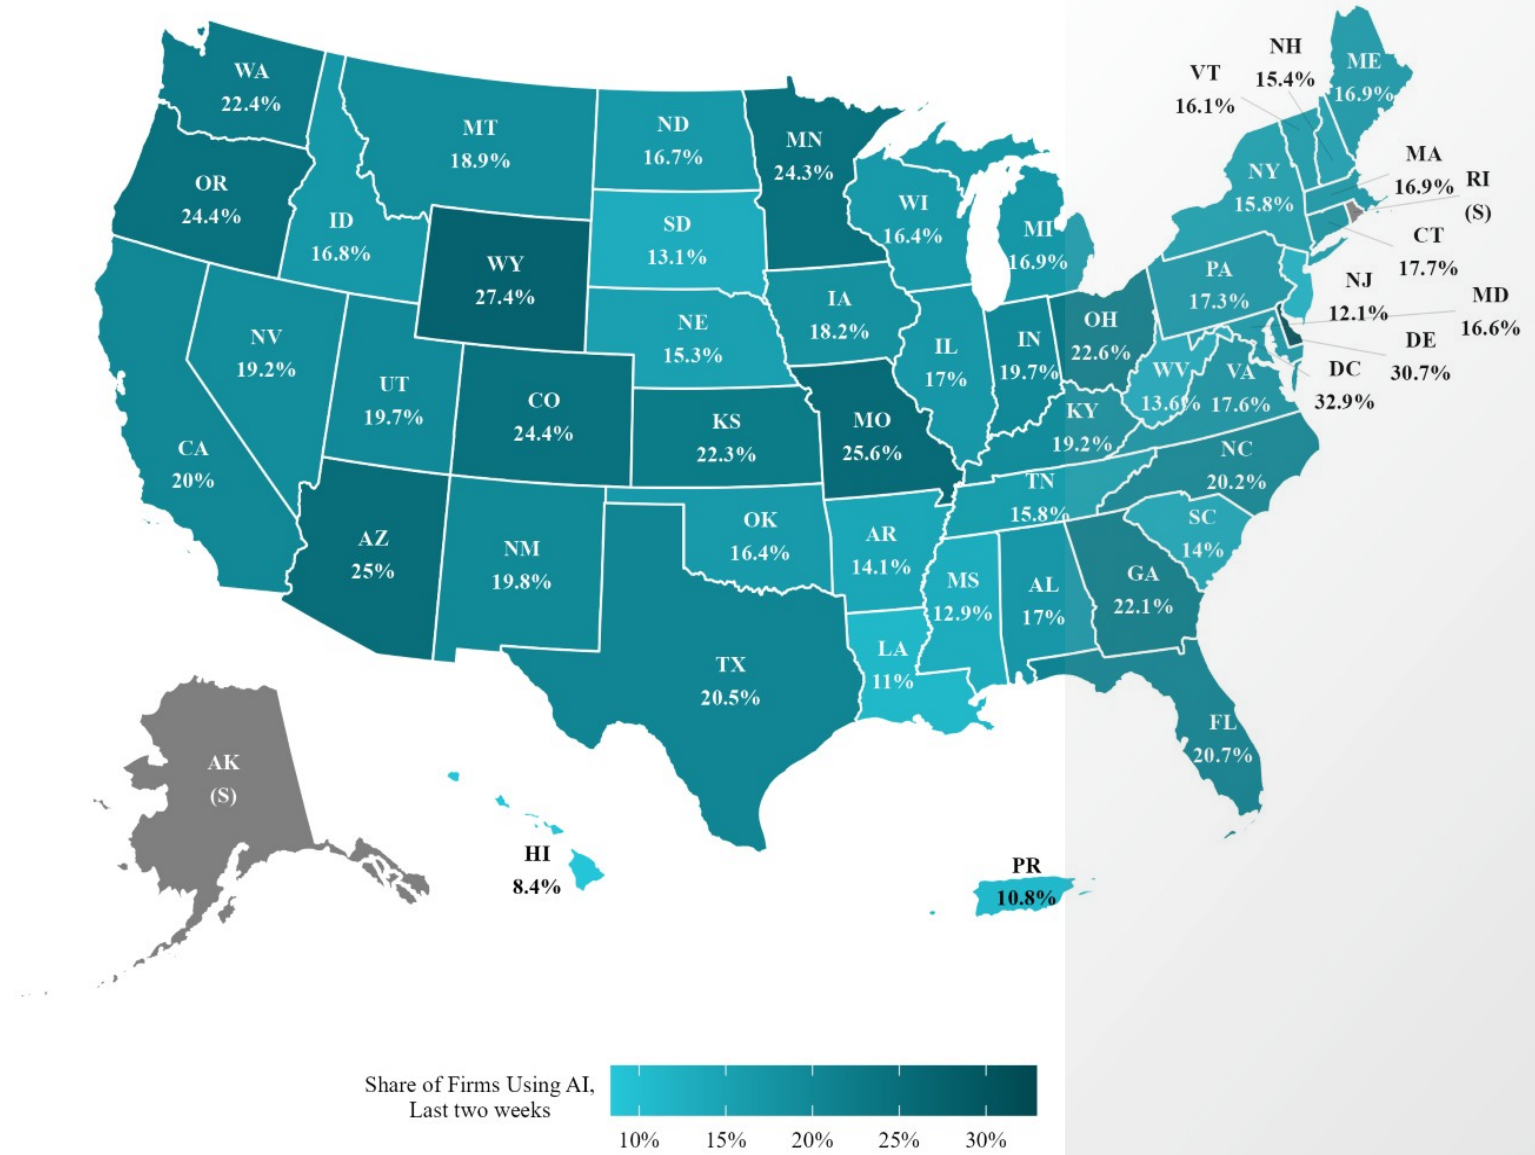 WA
22.4%
OR
24.4%
CA
20%
ID
16.8%
NV
19.2%
MT
18.9%
WY
27.4%
UT
19.7%
AZ
25%
CO
24.4%
NM
19.8%
ND
16.7%
SD
13.1%
NE
15.3%
KS
22.3%
OK
16.4%
TX
20.5%
MN
24.3%
IA
18.2%
MO
25.6%
AR
14.1%
LA
11%
WI
16.4%
IL
17%
MS
12.9%
MI
16.9%
IN
19.7%
OH
22.6%
KY
19.2%
TN
15.8%
AL
17%
GA
22.1%
FL
20.7%
SC
14%
NC
20.2%
WV
13.6%
VA
17.6%
PA
17.3%
NY
15.8%
VT
16.1%
NH
15.4%
ME
16.9%
MA
16.9%
RI
(S)
CT
17.7%
NJ
12.1%
MD
16.6%
DE
30.7%
DC
32.9%
AK
(S)
HI
8.4%
PR
10.8%
Share of Firms Using AI,
Last two weeks
10% 15% 20% 25% 30%